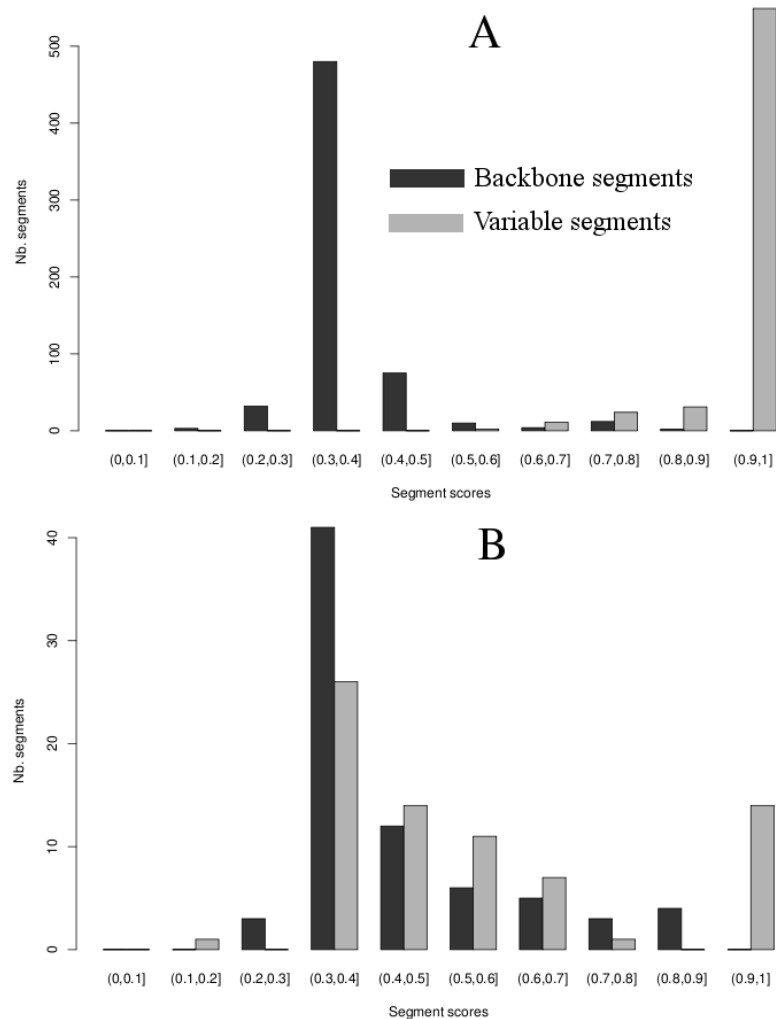 A
500
400
300
200
100
0
Nb. segments
Backbone segments
Variable segments
(0,0.1] (0.1,0.2] (0.2,0.3] (0.3,0.4] (0.4,0.5] (0.5,0.6] (0.6,0.7] (0.7,0.8] (0.8,0.9] (0.9,1]
Segment scores
B
40
30
20
10
0
Nb. segments
(0,0.1] (0.1,0.2] (0.2,0.3] (0.3,0.4] (0.4,0.5] (0.5,0.6] (0.6,0.7] (0.7,0.8] (0.8,0.9] (0.9,1]
Segment scores